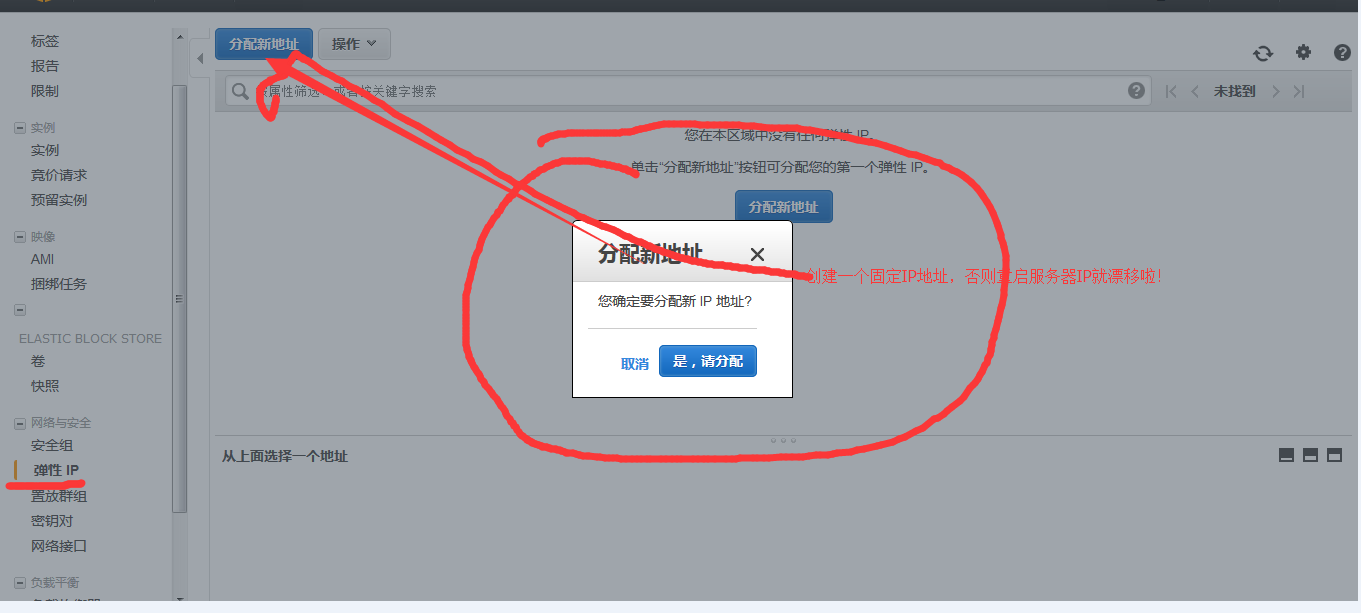 标签
报告
限制
实例
实例
竞价请求
预留实例
映像
AMI
捆绑任务
ELASTIC BLOCK STORE
卷
快照
网络与安全
安全组
弹性 IP
置放群组
密钥对
网络接口
负载平衡
分配新地址
操作
属性筛选 或者按关键字搜索
未找到
您在本区域中没有任何弹性 IP。
单击“分配新地址”按钮可分配您的第一个弹性 IP。
分配新地址
分配新地址
您确定要分配新 IP 地址?
取消
是，请分配
创建一个固定IP地址，否则重启服务器IP就漂移啦！
从上面选择一个地址